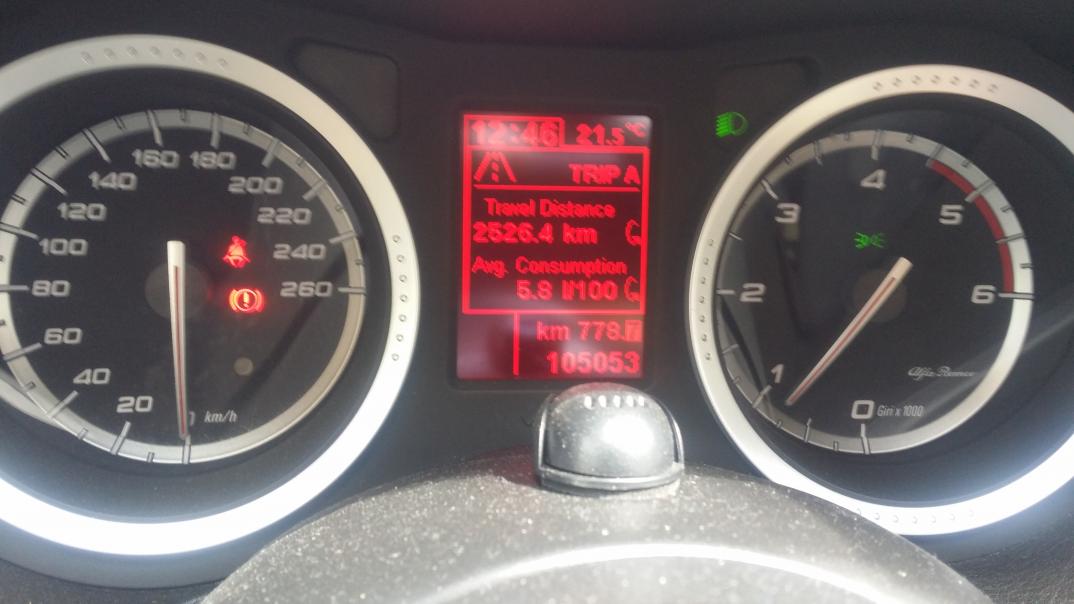 20
40
60
80
100
120
140
160
180
200
220
240
260
km/h
12:46 21.5 °C
TRIP A
Travel Distance
2526.4 km
Avg. Consumption
5.8 l/100
km 778.7
105053
0
1
2
3
4
5
6
Alfa Romeo
Giri x 1000